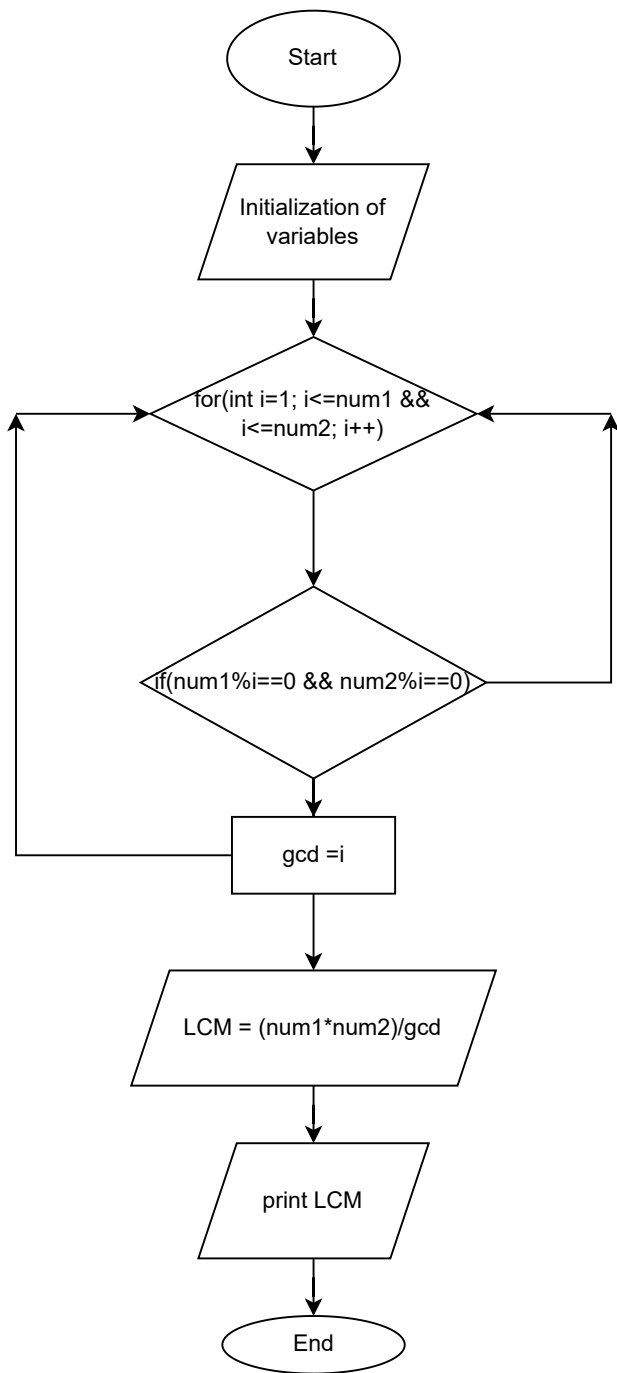 Start
Initialization of
variables
for(int i=1; i<=num1 &&
i<=num2; i++)
if(num1%i==0 && num2%i==0)
gcd =i
LCM = (num1*num2)/gcd
print LCM
End